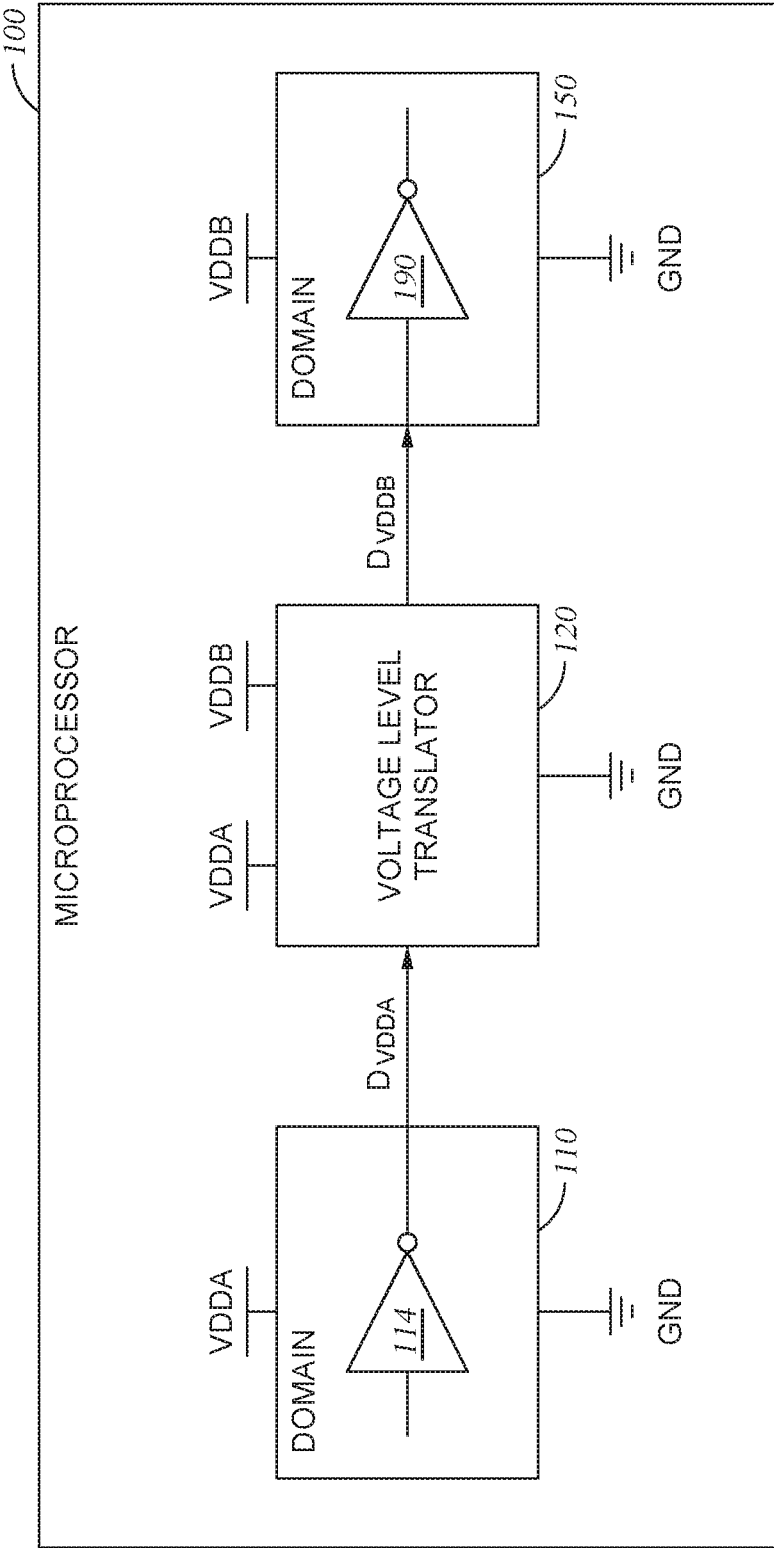 100
MICROPROCESSOR
VDDA
DOMAIN
114
110
GND
DVDDA
VDDA
VDDB
VOLTAGE LEVEL
TRANSLATOR
120
GND
DVDDB
VDDB
DOMAIN
190
150
GND